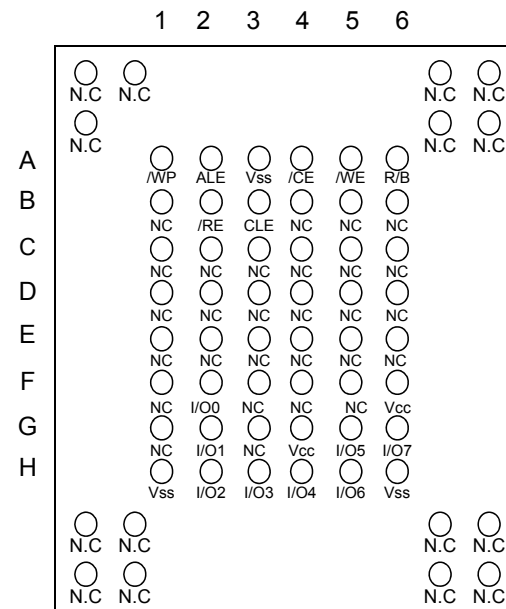 1 2 3 4 5 6
N.C N.C N.C N.C
N.C N.C N.C
A
/WP ALE Vss /CE /WE R/B
B
NC /RE CLE NC NC NC
C
NC NC NC NC NC NC
D
NC NC NC NC NC NC
E
NC NC NC NC NC NC
F
NC I/O0 NC NC NC Vcc
G
NC I/O1 NC Vcc I/O5 I/O7
H
Vss I/O2 I/O3 I/O4 I/O6 Vss
N.C N.C N.C N.C
N.C N.C N.C N.C